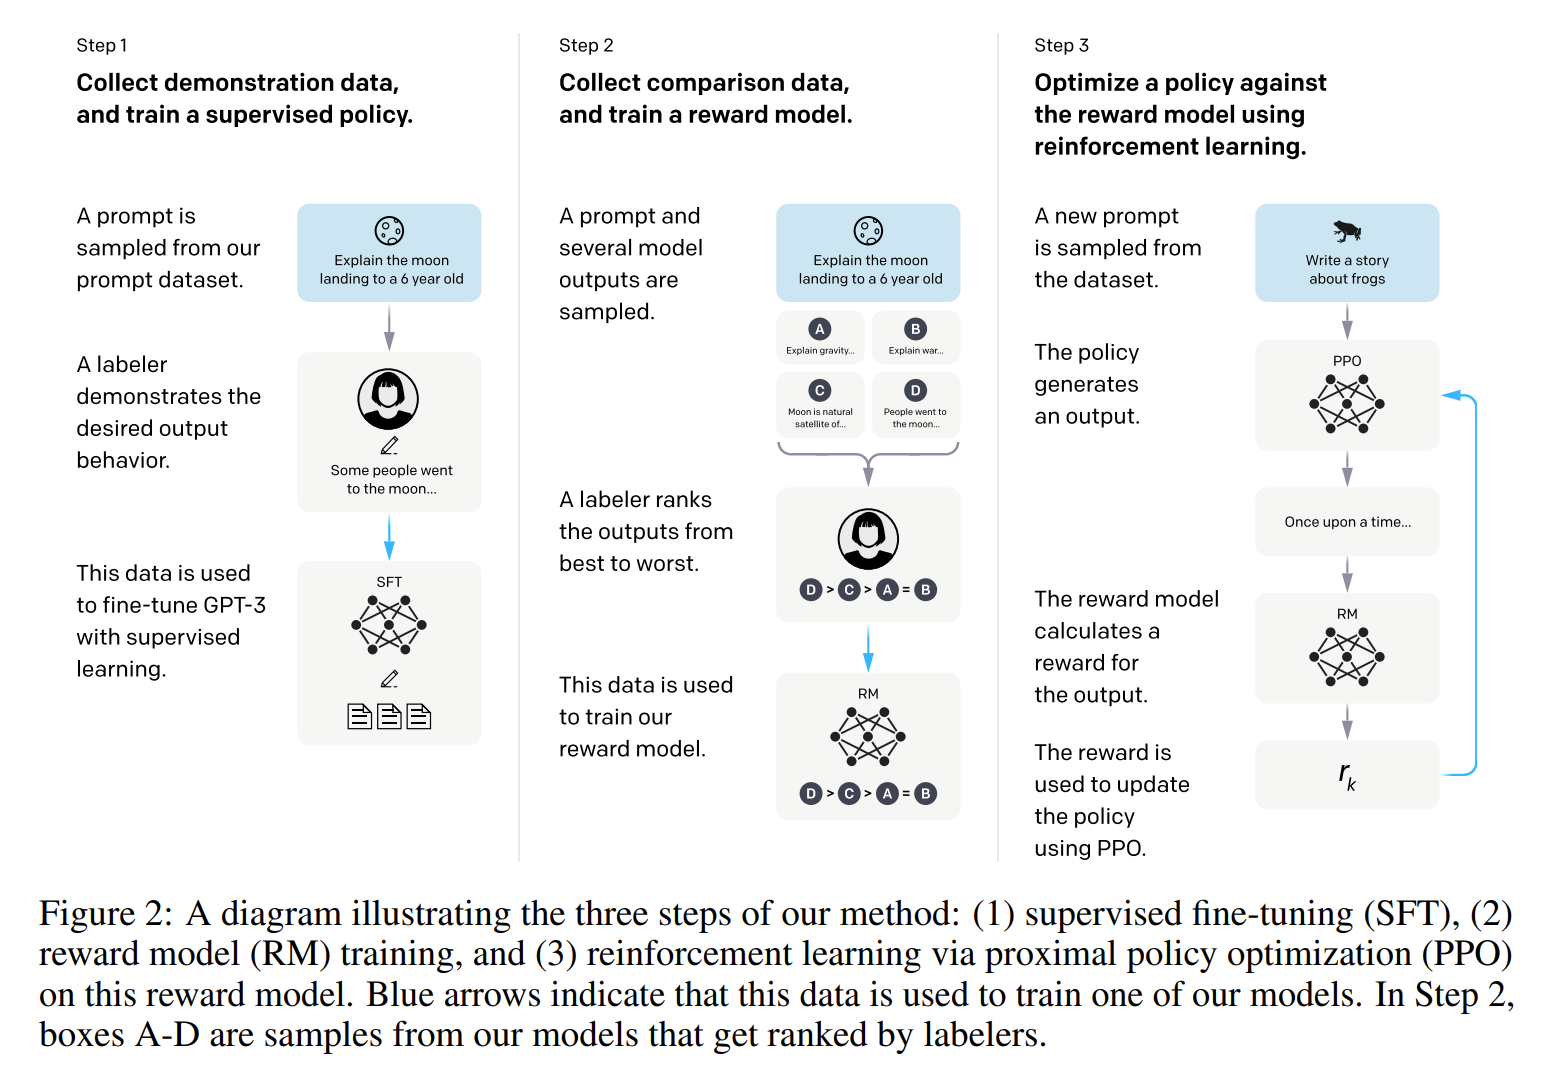 Step 1
Collect demonstration data,
and train a supervised policy.
A prompt is
sampled from our
prompt dataset.
Explain the moon
landing to a 6 year old
A labeler
demonstrates the
desired output
behavior.
Some people went
to the moon...
This data is used
to fine-tune GPT-3
with supervised
learning.
SFT
Step 2
Collect comparison data,
and train a reward model.
A prompt and
several model
outputs are
sampled.
Explain the moon
landing to a 6 year old
A
Explain gravity...
B
Explain war...
C
Moon is natural
satellite of...
D
People went to
the moon...
A labeler ranks
the outputs from
best to worst.
D > C > A = B
This data is used
to train our
reward model.
RM
D > C > A = B
Step 3
Optimize a policy against
the reward model using
reinforcement learning.
A new prompt
is sampled from
the dataset.
Write a story
about frogs
The policy
generates
an output.
PPO
Once upon a time...
The reward model
calculates a
reward for
the output.
RM
The reward is
used to update
the policy
using PPO.
r_k
Figure 2: A diagram illustrating the three steps of our method: (1) supervised fine-tuning (SFT), (2)
reward model (RM) training, and (3) reinforcement learning via proximal policy optimization (PPO)
on this reward model. Blue arrows indicate that this data is used to train one of our models. In Step 2,
boxes A-D are samples from our models that get ranked by labelers.